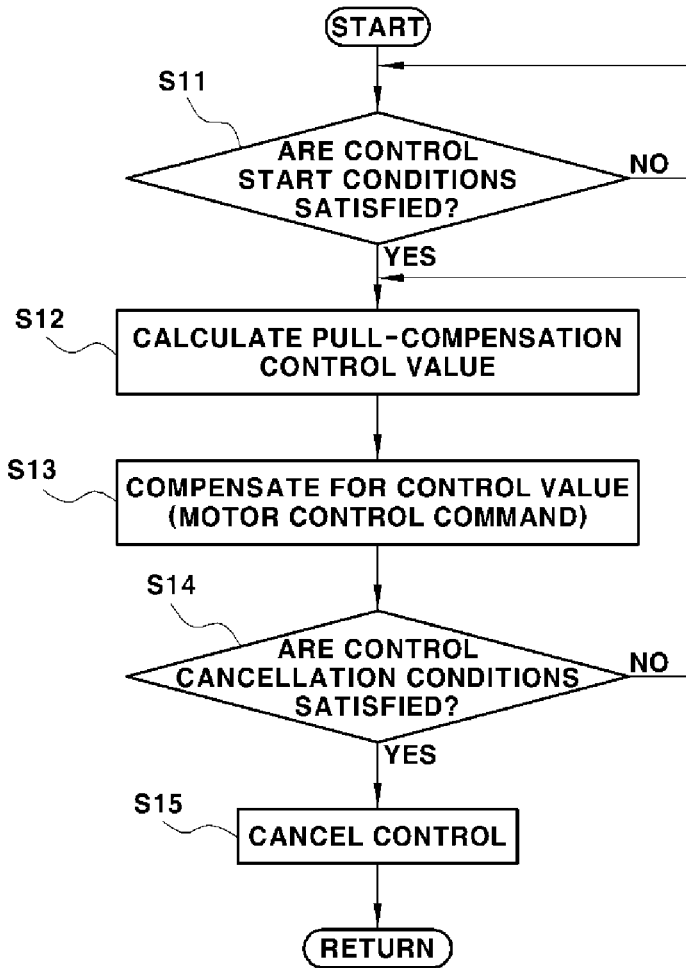 START
S11
ARE CONTROL
START CONDITIONS
SATISFIED?
NO
YES
S12
CALCULATE PULL-COMPENSATION
CONTROL VALUE
S13
COMPENSATE FOR CONTROL VALUE
(MOTOR CONTROL COMMAND)
S14
ARE CONTROL
CANCELLATION CONDITIONS
SATISFIED?
NO
YES
S15
CANCEL CONTROL
RETURN